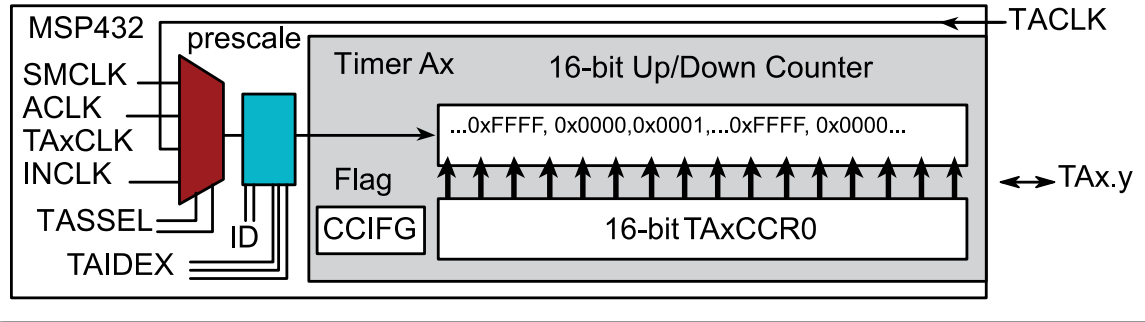 MSP432
TACLK
prescale
Timer Ax
16-bit Up/Down Counter
SMCLK
ACLK
TAxCLK
INCLK
...0xFFFF, 0x0000,0x0001,...0xFFFF, 0x0000...
Flag
TAx.y
TASSEL
ID
CCIFG
16-bit TAxCCR0
TAIDEX